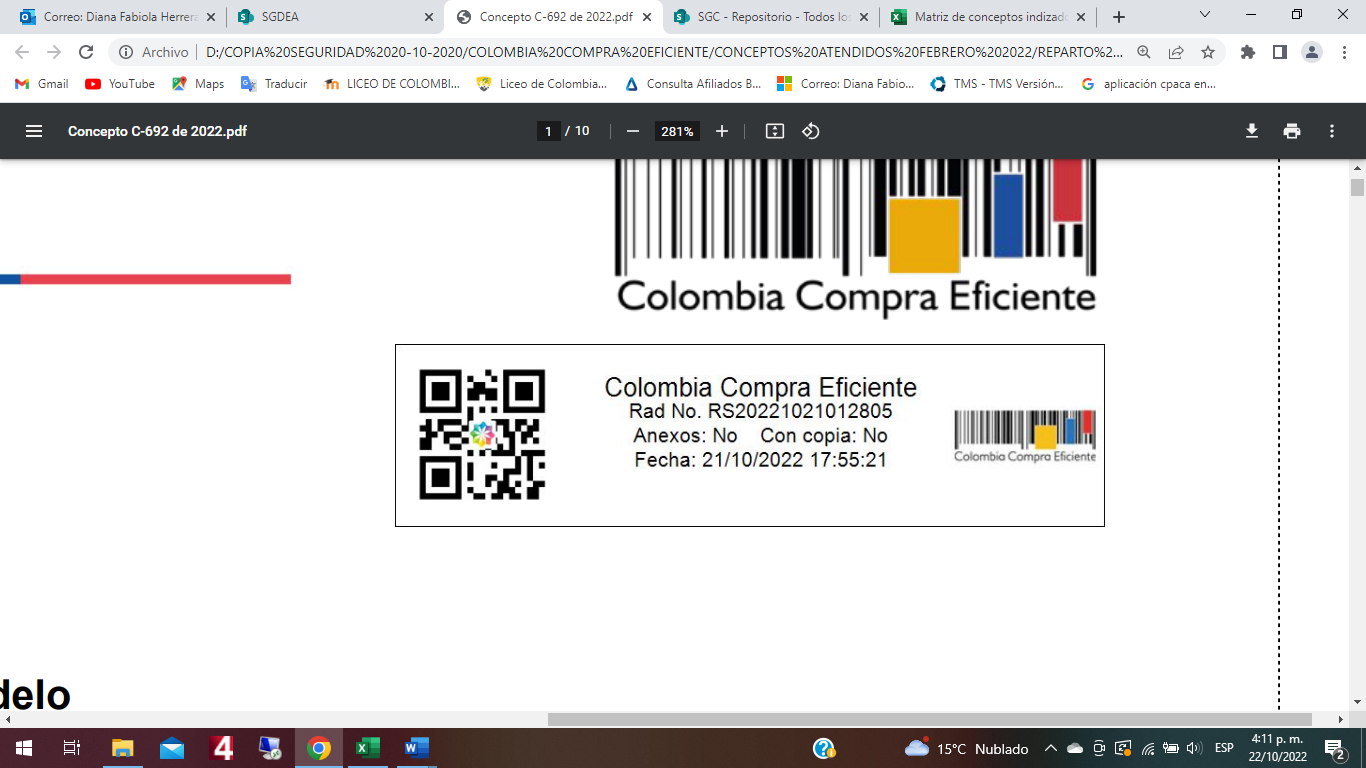 Correo: Diana Fabiola Herrera
SGDEA
Concepto C-692 de 2022.pdf
SGC - Repositorio - Todos los
Matriz de conceptos indizado
Archivo
D:/COPIA%20SEGURIDAD%2020-10-2020/COLOMBIA%20COMPRA%20EFICIENTE/CONCEPTOS%20ATENDIDOS%20FEBRERO%202022/REPARTO%2...
Gmail
YouTube
Maps
Traducir
LICEO DE COLOMBI...
Liceo de Colombia...
Consulta Afiliados B...
Correo: Diana Fabio...
TMS - TMS Versión...
aplicación cpaca en...
Concepto C-692 de 2022.pdf
1 / 10
281%
Colombia Compra Eficiente
Colombia Compra Eficiente
Rad No. RS20221021012805
Anexos: No Con copia: No
Fecha: 21/10/2022 17:55:21
Colombia Compra Eficiente
delo
15°C Nublado
ESP
4:11 p. m.
22/10/2022
2